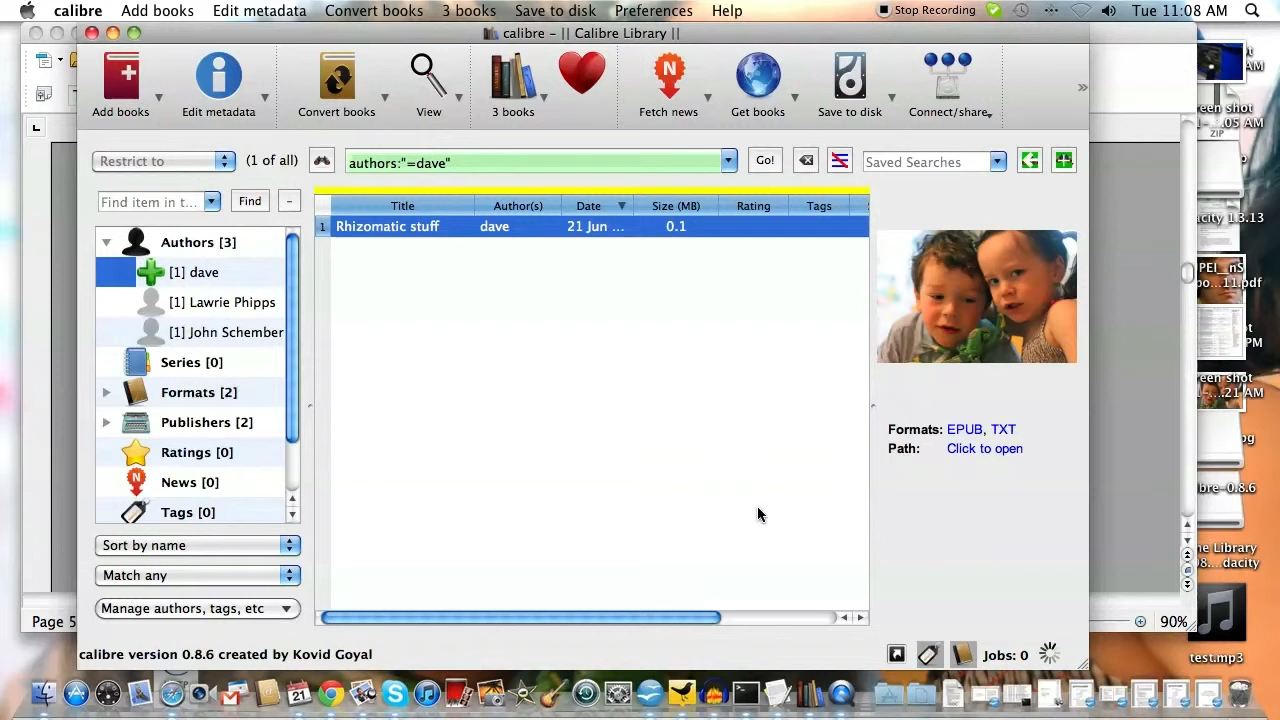 calibre Add books Edit metadata Convert books 3 books Save to disk Preferences Help Stop Recording Tue 11:08 AM
calibre - || Calibre Library ||
Add books Edit metadata Convert books View 3 books Fetch news Get books Save to disk Connect/share
Restrict to (1 of all) authors:"=dave" Go! Saved Searches
Find item in t... Find
Title Author(s) Date Size (MB) Rating Tags
1 Rhizomatic stuff dave 21 Jun ... 0.1
Authors [3]
[1] dave
[1] Lawrie Phipps
[1] John Schember
Series [0]
Formats [2]
Publishers [2]
Ratings [0]
News [0]
Tags [0]
Formats: EPUB, TXT
Path: Click to open
Sort by name
Match any
Manage authors, tags, etc
Page 5
90%
calibre version 0.8.6 created by Kovid Goyal
Jobs: 0
ZIP
test.mp3